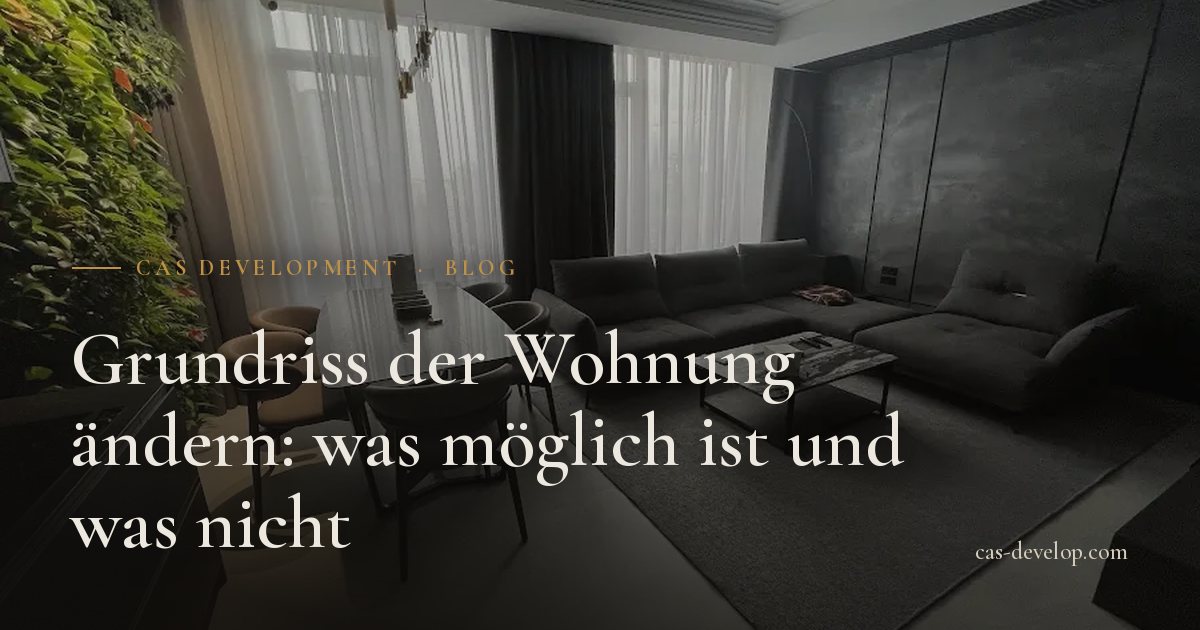 CAS DEVELOPMENT · BLOG
Grundriss der Wohnung
ändern: was möglich ist und
was nicht
cas-develop.com